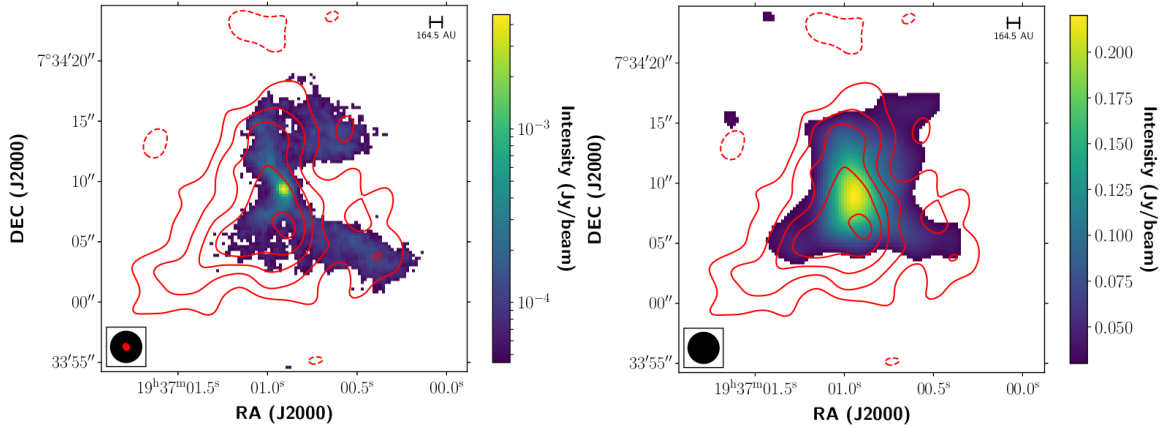 164.5 AU
7°34′20″
15″
10″
05″
00″
33′55″
DEC (J2000)
19ʰ37ᵐ01.5ˢ
01.0ˢ
00.5ˢ
00.0ˢ
RA (J2000)
10⁻³
10⁻⁴
Intensity (Jy/beam)
164.5 AU
7°34′20″
15″
10″
05″
00″
33′55″
DEC (J2000)
19ʰ37ᵐ01.5ˢ
01.0ˢ
00.5ˢ
00.0ˢ
RA (J2000)
0.200
0.175
0.150
0.125
0.100
0.075
0.050
Intensity (Jy/beam)